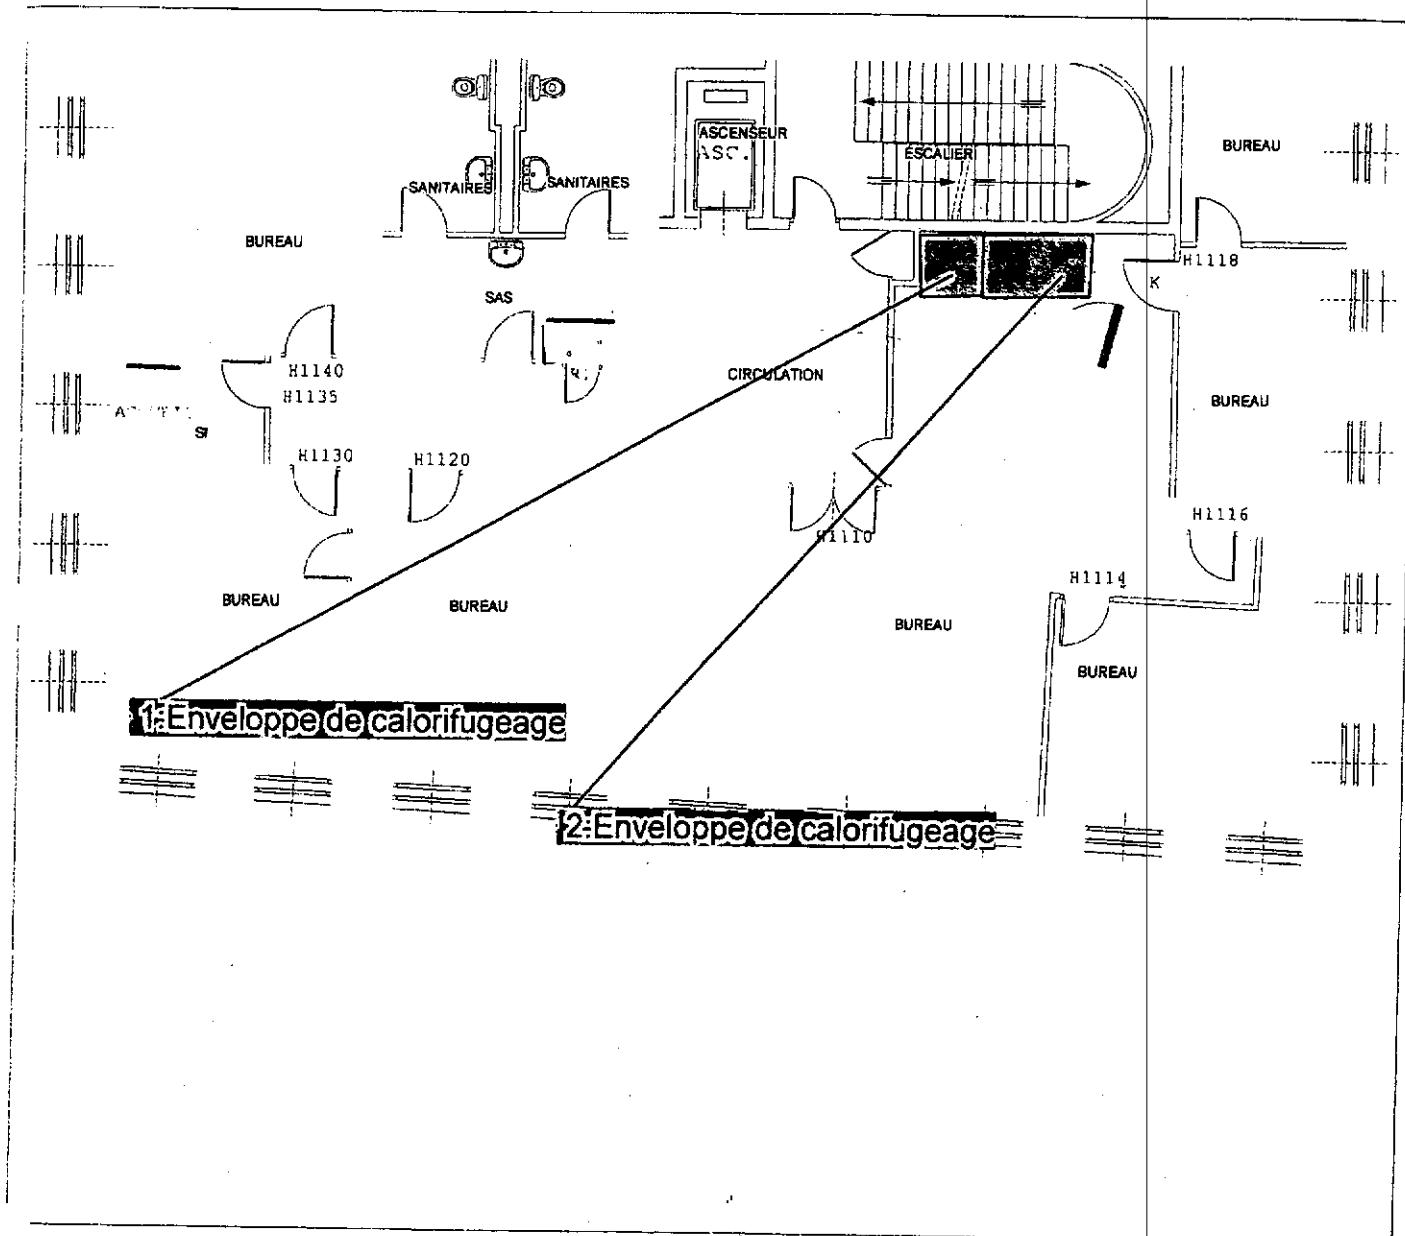 ASCENSEUR
ASC.
ESCALIER
BUREAU
SANITAIRES
SANITAIRES
BUREAU
H1118
K
SAS
H1140
CIRCULATION
H1135
BUREAU
SI
H1130
H1120
H1116
H1110
H1114
BUREAU
BUREAU
BUREAU
BUREAU
1-Enveloppe de calorifugeage
2-Enveloppe de calorifugeage